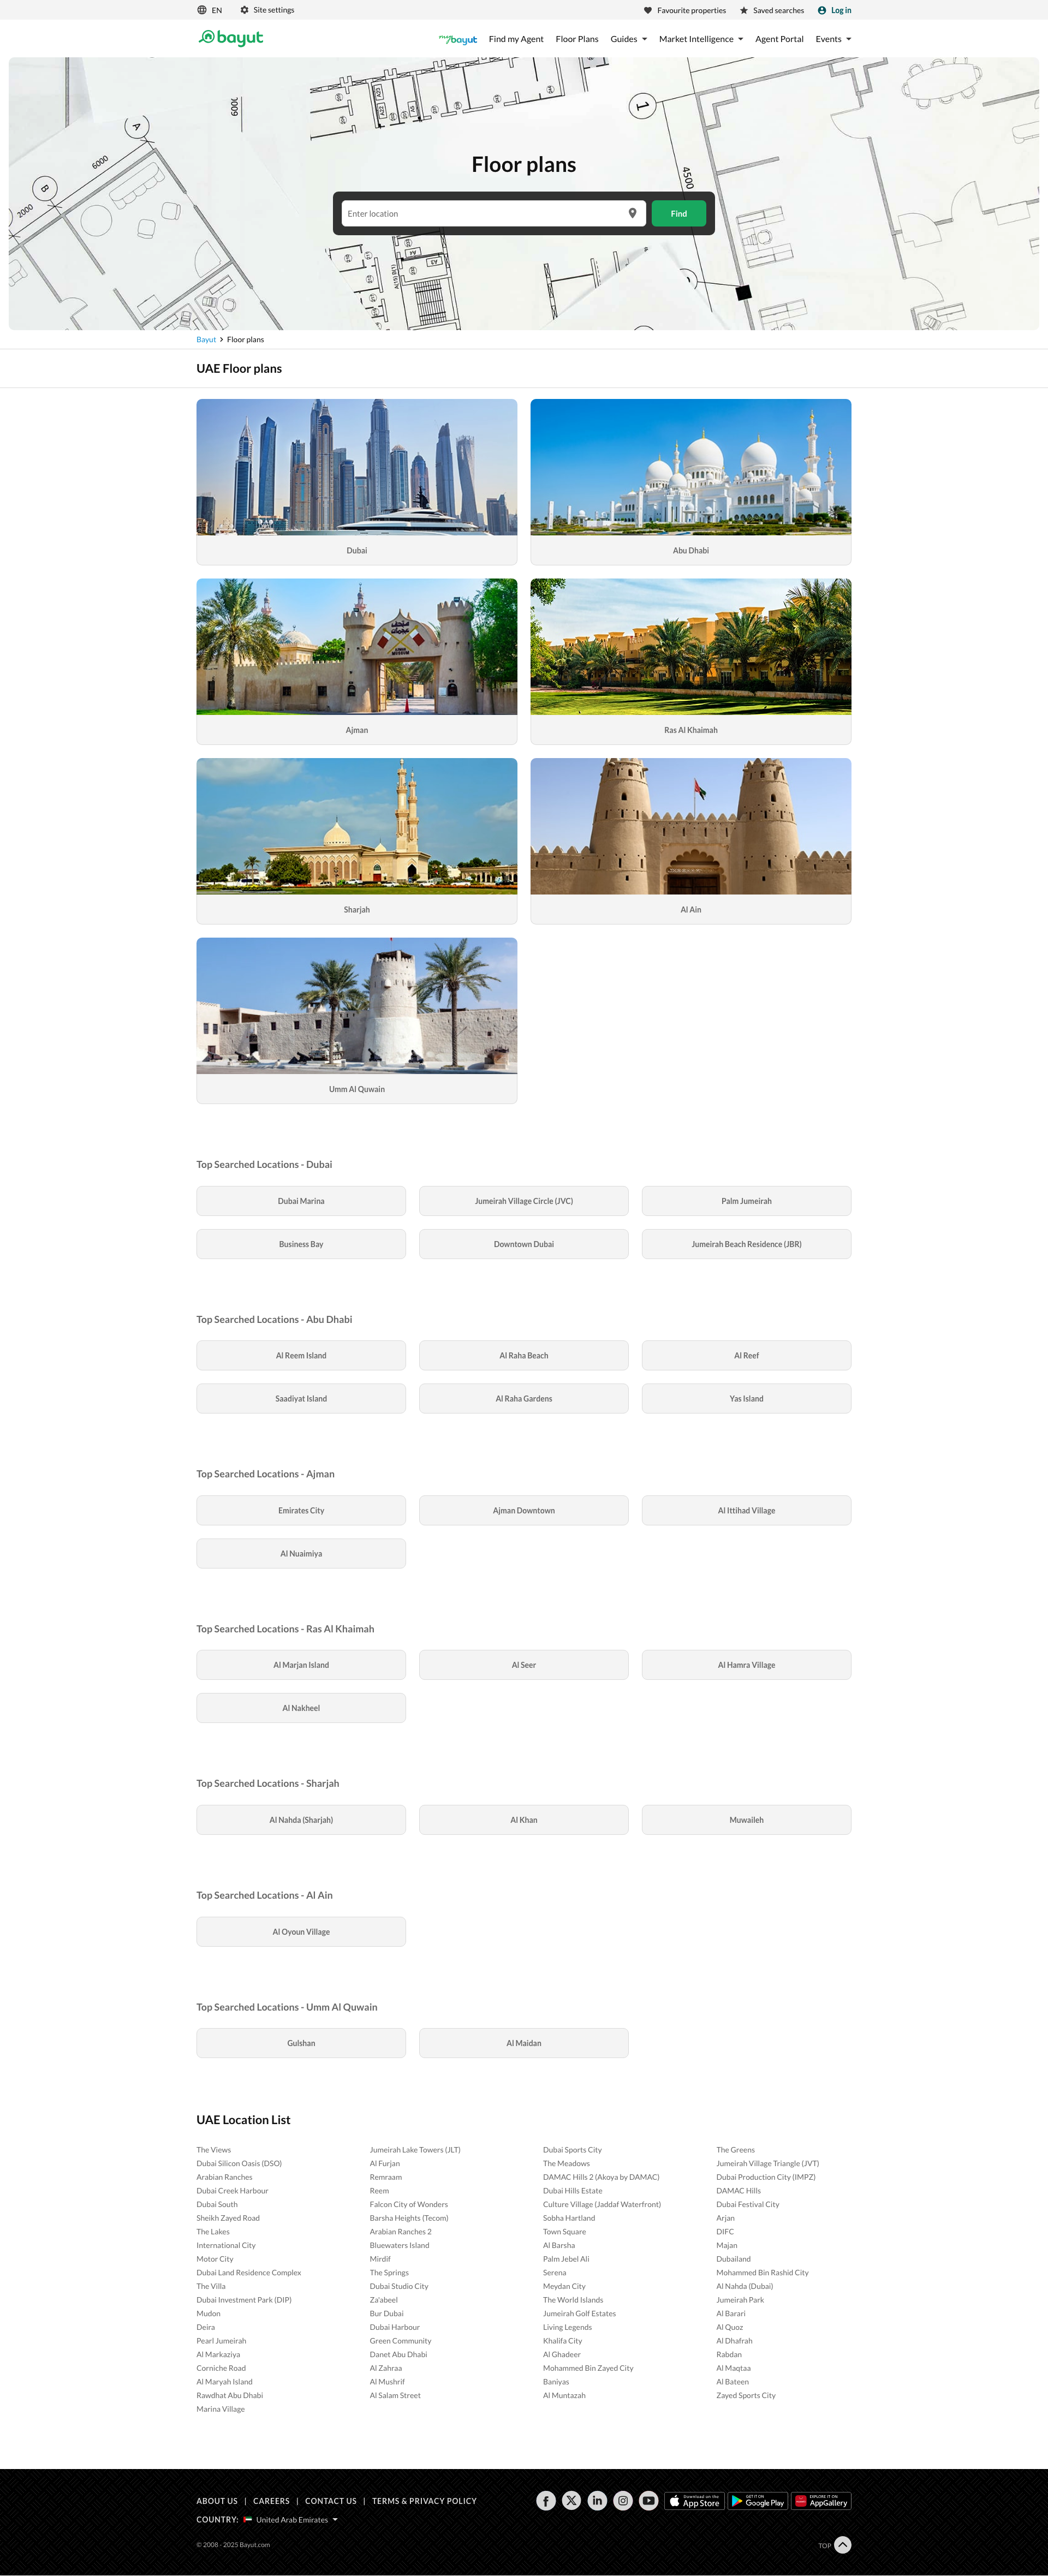 EN Site settings Favourite properties Saved searches Log in
bayut
my/bayut Find my Agent Floor Plans Guides Market Intelligence Agent Portal Events
6000
1
A
6000
B
2000
4500
Floor plans
Enter location Find
Bayut > Floor plans
UAE Floor plans
Dubai Abu Dhabi
Ajman Ras Al Khaimah
Sharjah Al Ain
Umm Al Quwain
Top Searched Locations - Dubai
Dubai Marina Jumeirah Village Circle (JVC) Palm Jumeirah
Business Bay Downtown Dubai Jumeirah Beach Residence (JBR)
Top Searched Locations - Abu Dhabi
Al Reem Island Al Raha Beach Al Reef
Saadiyat Island Al Raha Gardens Yas Island
Top Searched Locations - Ajman
Emirates City Ajman Downtown Al Ittihad Village
Al Nuaimiya
Top Searched Locations - Ras Al Khaimah
Al Marjan Island Al Seer Al Hamra Village
Al Nakheel
Top Searched Locations - Sharjah
Al Nahda (Sharjah) Al Khan Muwaileh
Top Searched Locations - Al Ain
Al Oyoun Village
Top Searched Locations - Umm Al Quwain
Gulshan Al Maidan
UAE Location List
The Views Jumeirah Lake Towers (JLT) Dubai Sports City The Greens
Dubai Silicon Oasis (DSO) Al Furjan The Meadows Jumeirah Village Triangle (JVT)
Arabian Ranches Remraam DAMAC Hills 2 (Akoya by DAMAC) Dubai Production City (IMPZ)
Dubai Creek Harbour Reem Dubai Hills Estate DAMAC Hills
Dubai South Falcon City of Wonders Culture Village (Jaddaf Waterfront) Dubai Festival City
Sheikh Zayed Road Barsha Heights (Tecom) Sobha Hartland Arjan
The Lakes Arabian Ranches 2 Town Square DIFC
International City Bluewaters Island Al Barsha Majan
Motor City Mirdif Palm Jebel Ali Dubailand
Dubai Land Residence Complex The Springs Serena Mohammed Bin Rashid City
The Villa Dubai Studio City Meydan City Al Nahda (Dubai)
Dubai Investment Park (DIP) Za'abeel The World Islands Jumeirah Park
Mudon Bur Dubai Jumeirah Golf Estates Al Barari
Deira Dubai Harbour Living Legends Al Quoz
Pearl Jumeirah Green Community Khalifa City Al Dhafrah
Al Markaziya Danet Abu Dhabi Al Ghadeer Rabdan
Corniche Road Al Zahraa Mohammed Bin Zayed City Al Maqtaa
Al Maryah Island Al Mushrif Baniyas Al Bateen
Rawdhat Abu Dhabi Al Salam Street Al Muntazah Zayed Sports City
Marina Village
ABOUT US | CAREERS | CONTACT US | TERMS & PRIVACY POLICY
Download on the App Store GET IT ON Google Play EXPLORE IT ON AppGallery
COUNTRY: United Arab Emirates
© 2008 - 2025 Bayut.com
TOP